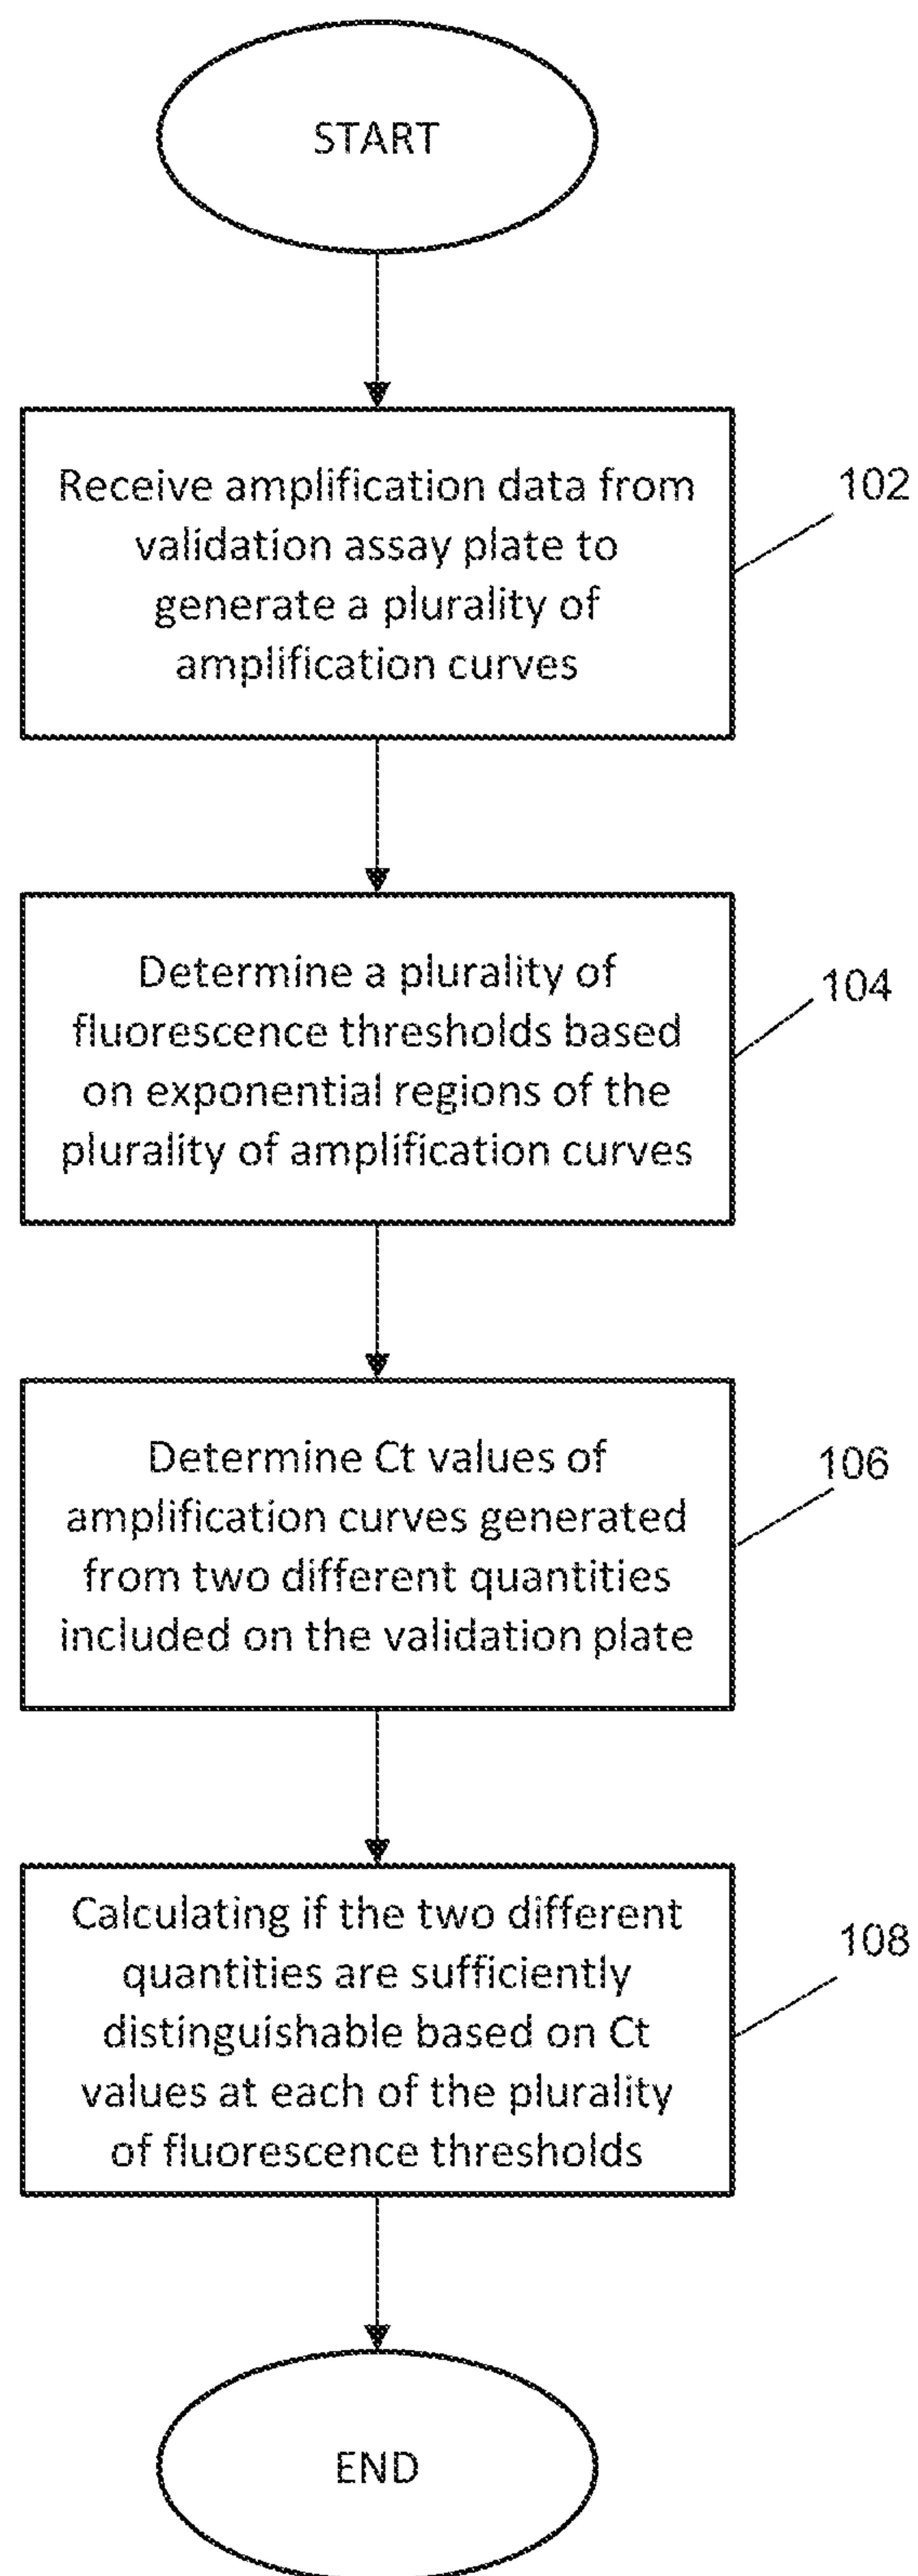 START
Receive amplification data from
validation assay plate to
generate a plurality of
amplification curves
102
Determine a plurality of
fluorescence thresholds based
on exponential regions of the
plurality of amplification curves
104
Determine Ct values of
amplification curves generated
from two different quantities
included on the validation plate
106
Calculating if the two different
quantities are sufficiently
distinguishable based on Ct
values at each of the plurality
of fluorescence thresholds
108
END